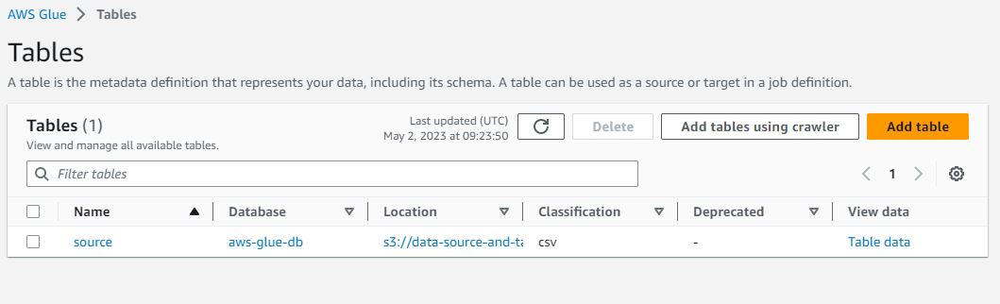 AWS Glue > Tables
Tables
A table is the metadata definition that represents your data, including its schema. A table can be used as a source or target in a job definition.
Tables (1)
View and manage all available tables.
Last updated (UTC)
May 2, 2023 at 09:23:50
Delete
Add tables using crawler
Add table
Filter tables
1
Name Database Location Classification Deprecated View data
source aws-glue-db s3://data-source-and-ta csv - Table data